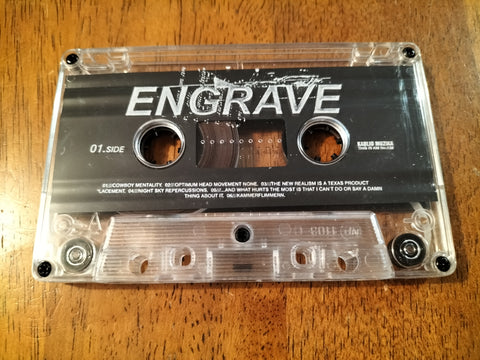 ENGRAVE
01.SIDE
KABLIO MUZIKA
01///COWBOY MENTALITY. 02///OPTIMUM HEAD MOVEMENT NONE. 03///THE NEW REALISM IS A TEXAS PRODUCT
"LACEMENT. 04///RIGHT SKY REPERCUSSIONS. 05///...AND WHAT HURTS THE MOST IS THAT I CAN'T DO OR SAY A DAMN
THING ABOUT IT. 06///KAMMERFLIMMERN.
A